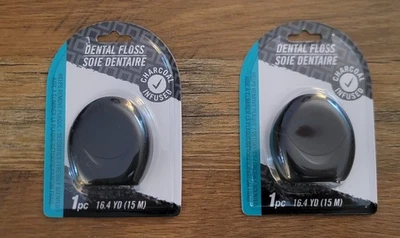 DENTAL FLOSS
SOIE DENTAIRE
CHARCOAL
INFUSED
1pc 16.4 YD (15 M)
DENTAL FLOSS
SOIE DENTAIRE
CHARCOAL
INFUSED
1pc 16.4 YD (15 M)